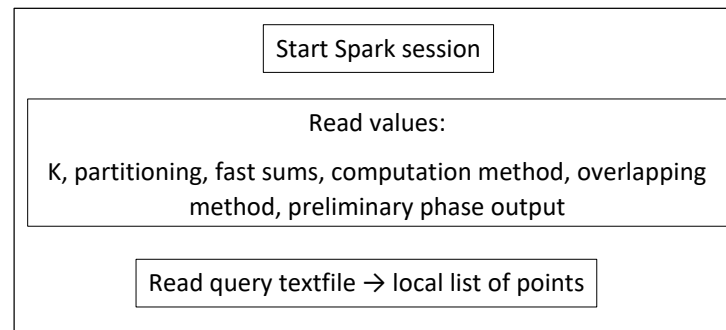 Start Spark session
Read values:
K, partitioning, fast sums, computation method, overlapping
method, preliminary phase output
Read query textfile → local list of points